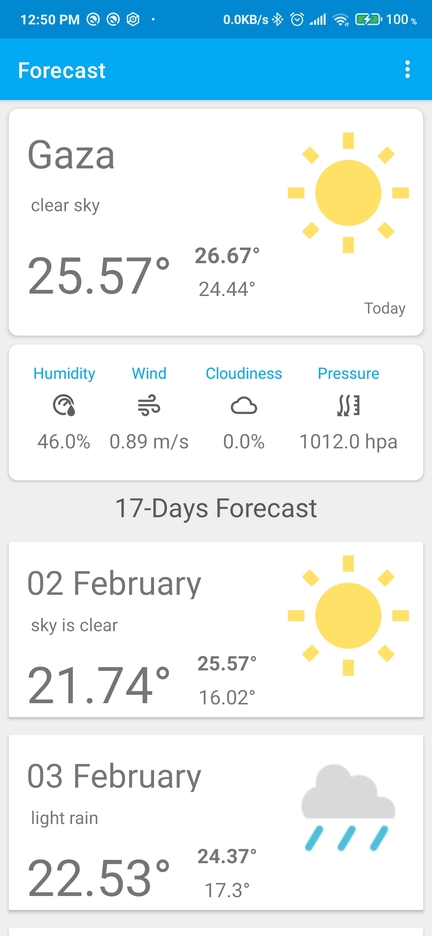 12:50 PM 0.0KB/s 100 %
Forecast
Gaza
clear sky
25.57° 26.67°
24.44°
Today
Humidity Wind Cloudiness Pressure
46.0% 0.89 m/s 0.0% 1012.0 hpa
17-Days Forecast
02 February
sky is clear
21.74° 25.57°
16.02°
03 February
light rain
22.53° 24.37°
17.3°